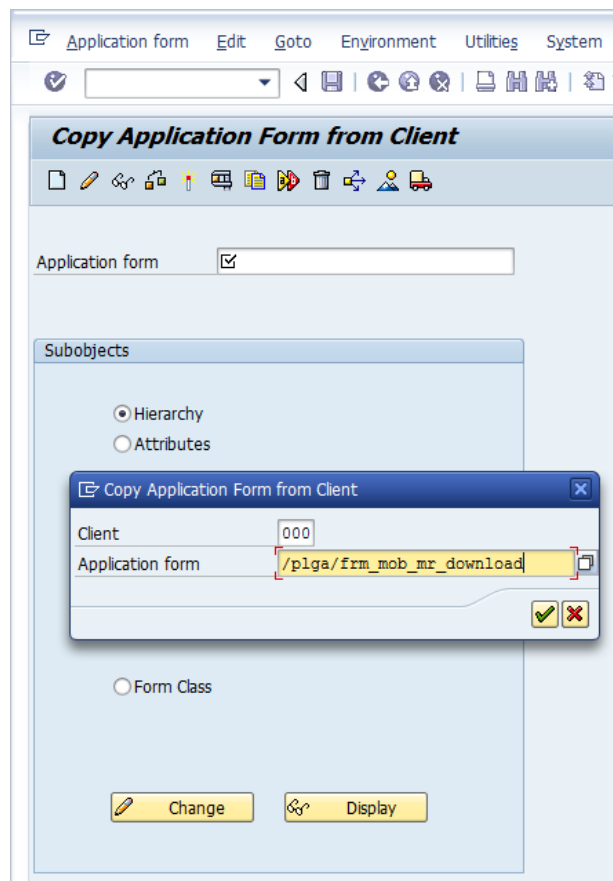 Application form Edit Goto Environment Utilities System
Copy Application Form from Client
Application form
Subobjects
Hierarchy
Attributes
Copy Application Form from Client
Client 000
Application form /plga/frm_mob_mr_download
Form Class
Change Display